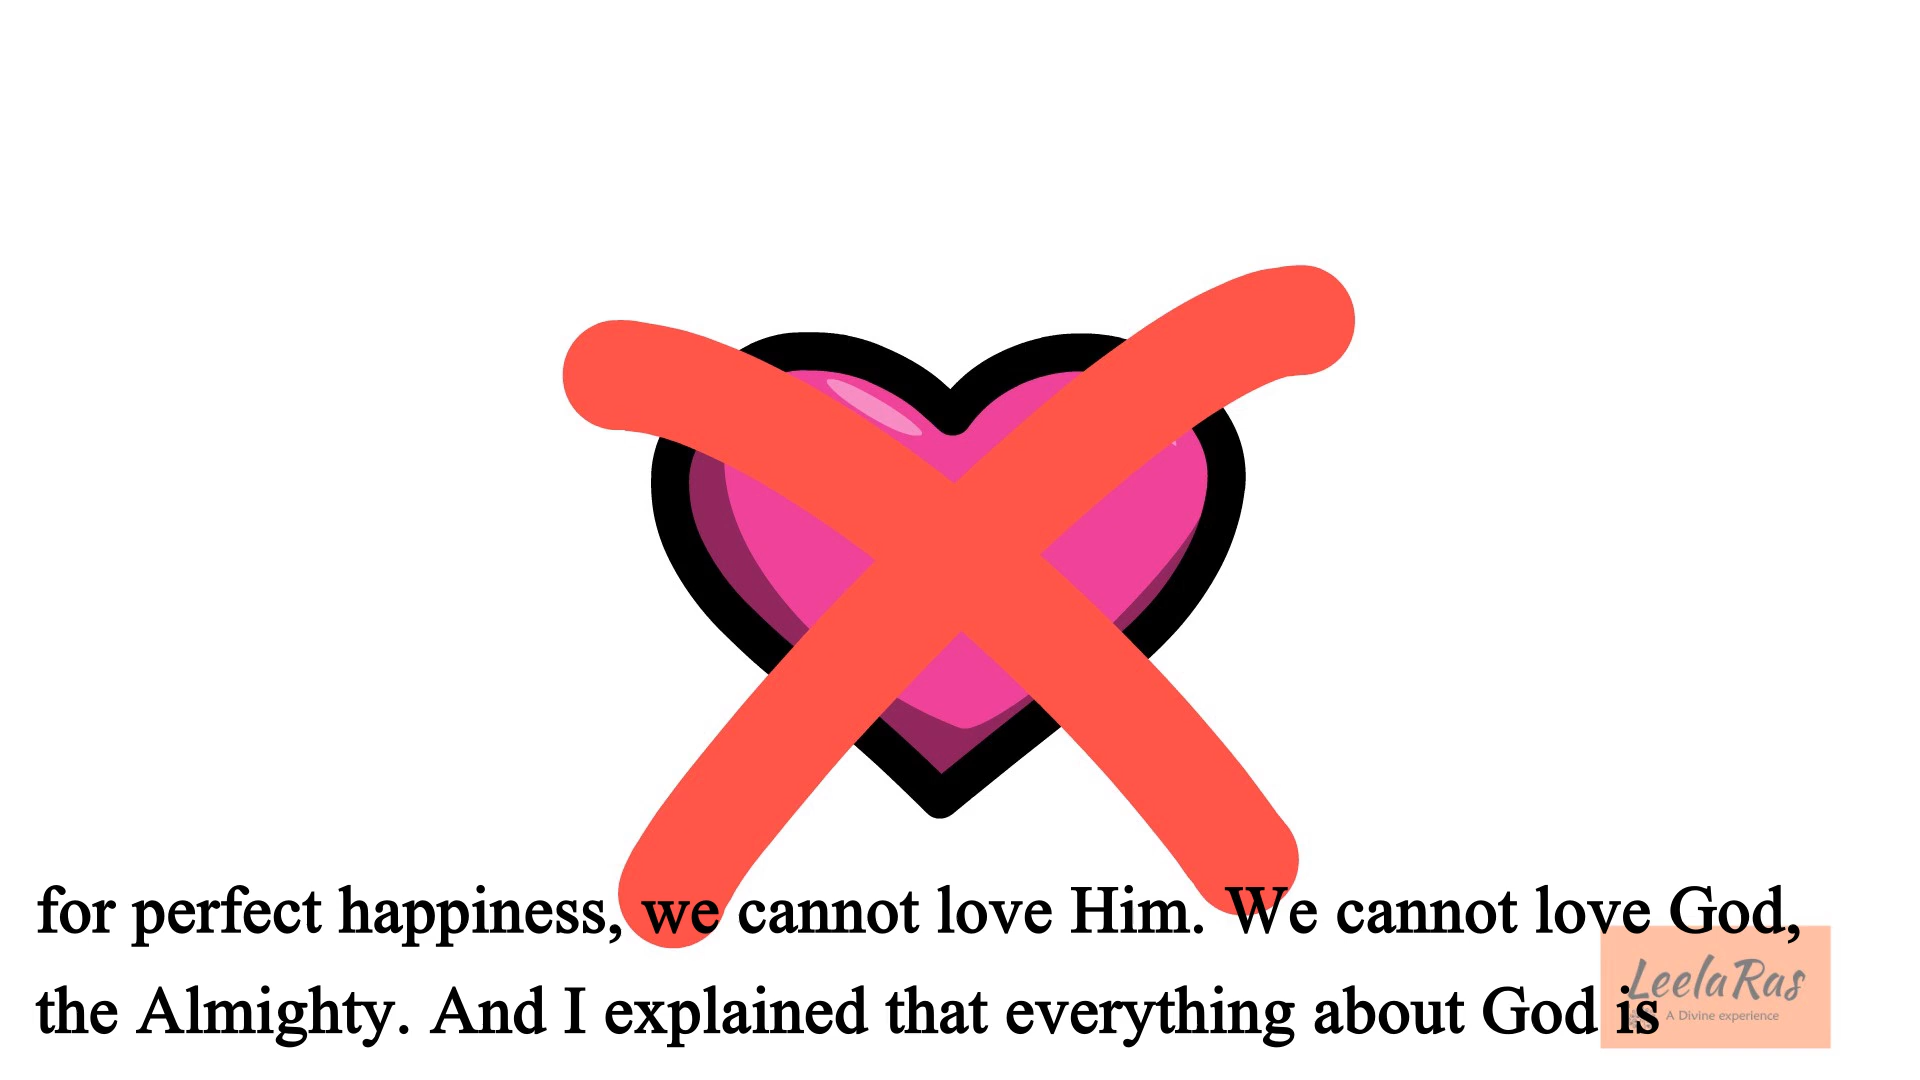 for perfect happiness, we cannot love Him. We cannot love God,
the Almighty. And I explained that everything about God is
LeelaRas
A Divine experience